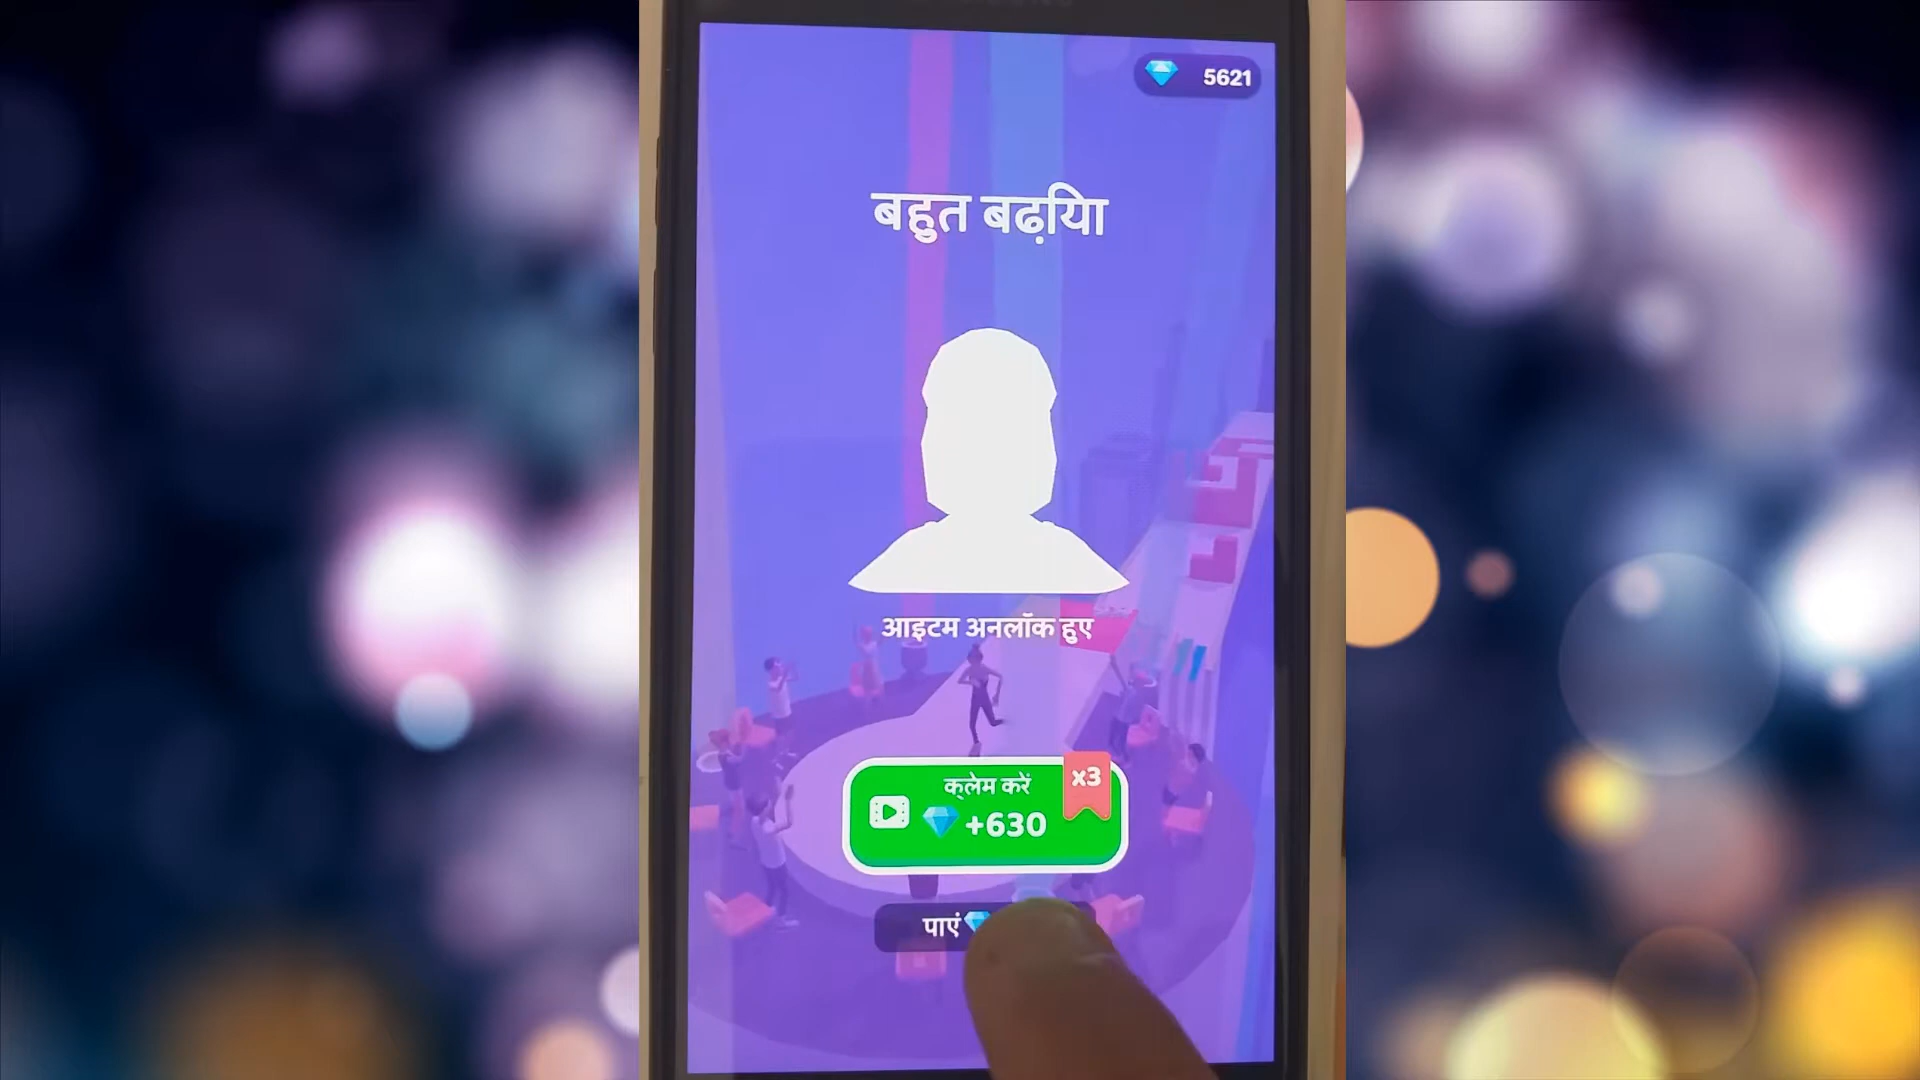 5621
बहुत बढ़िया
आइटम अनलॉक हुए
क्लेम करें
x3
+630
पाएं